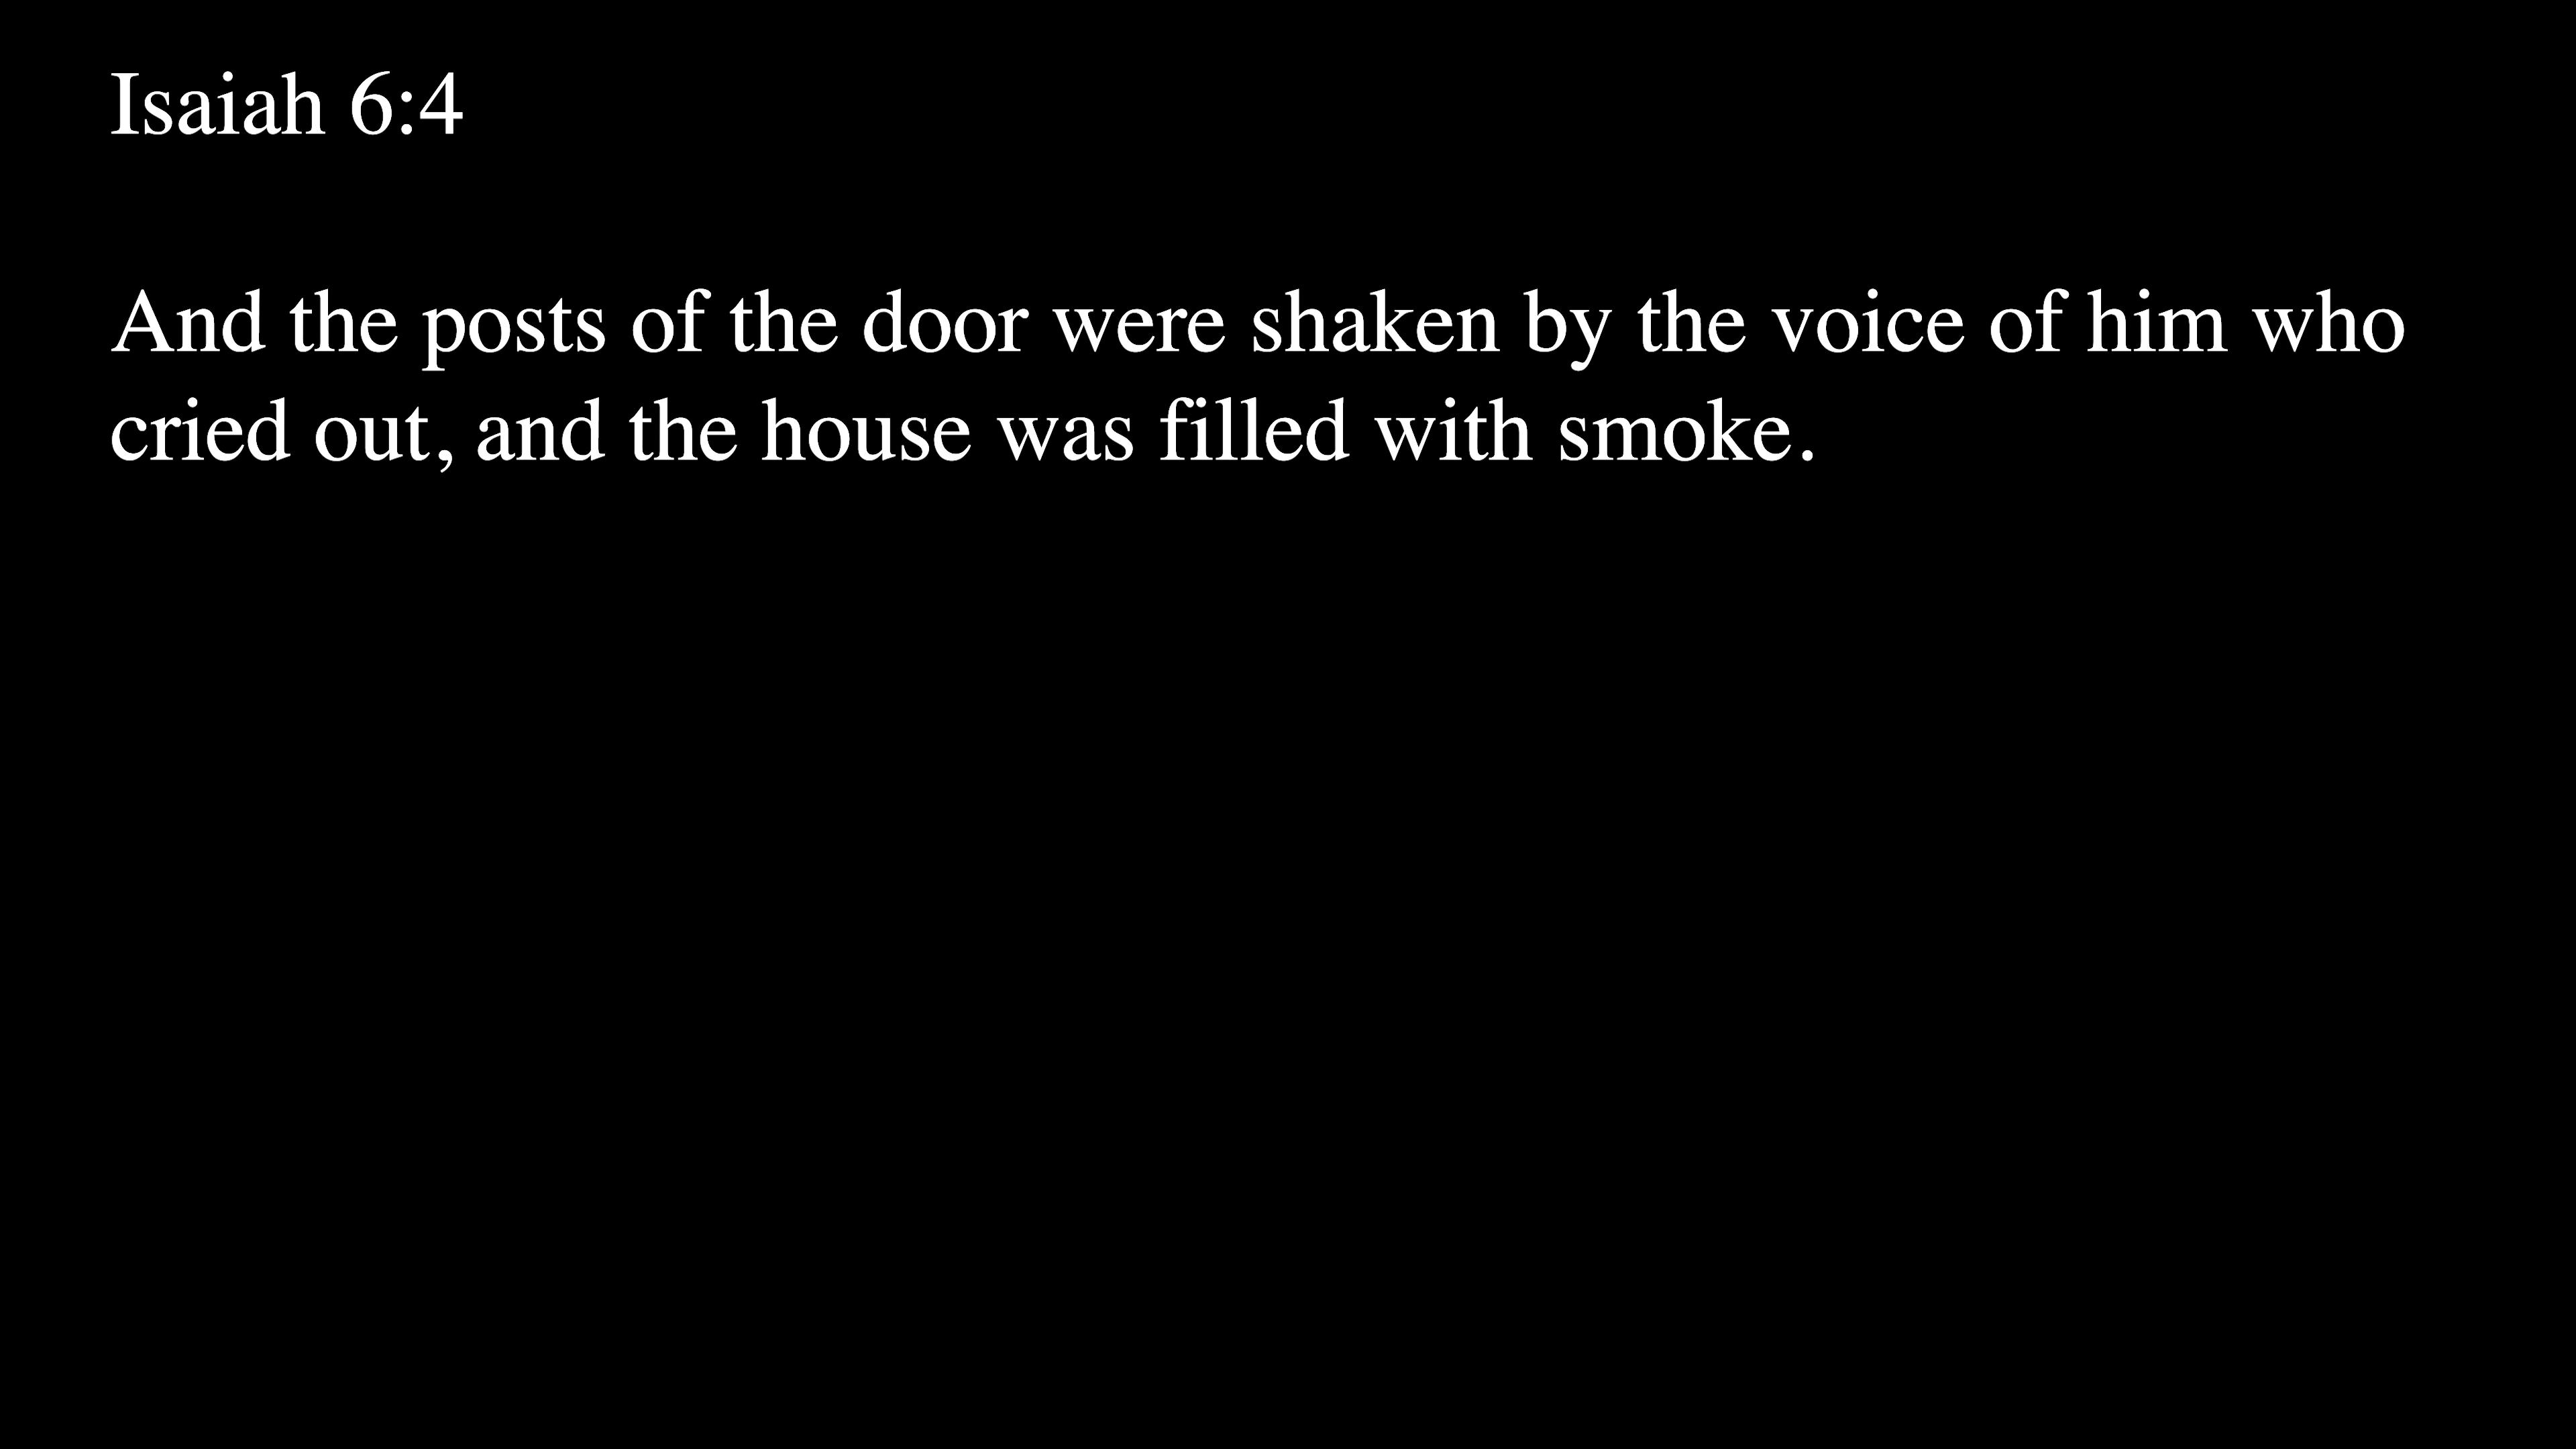 Isaiah 6:4
And the posts of the door were shaken by the voice of him who
cried out, and the house was filled with smoke.